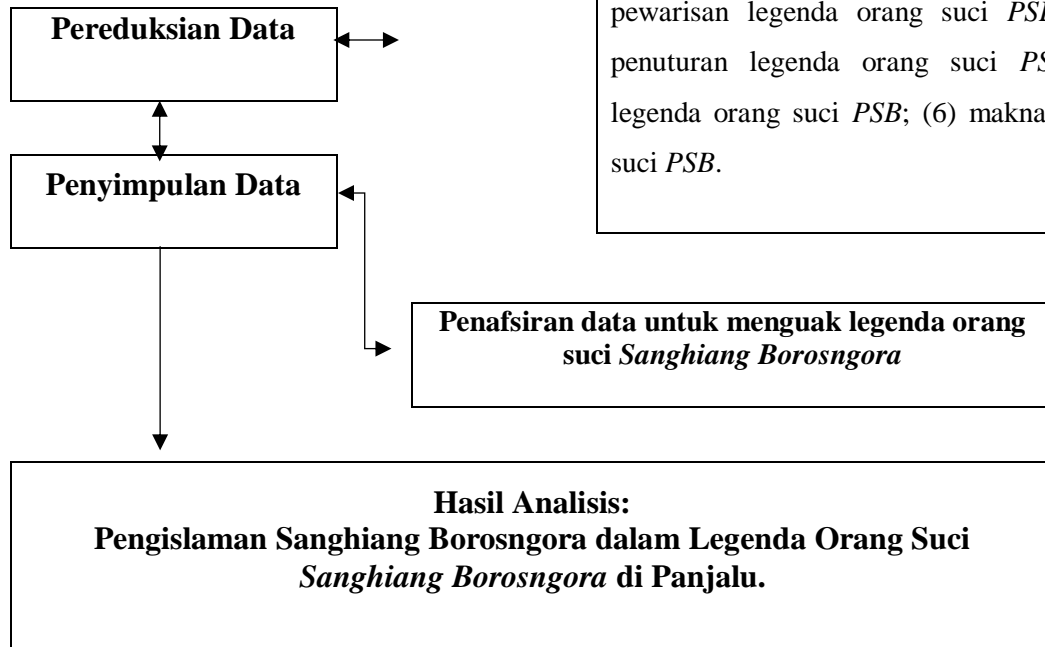 Pereduksian Data
pewarisan legenda orang suci
penuturan legenda orang suci
legenda orang suci PSB; (6) makna
suci PSB.
Penyimpulan Data
Penafsiran data untuk menguak legenda orang
suci Sanghiang Borosngora
Hasil Analisis:
Pengislaman Sanghiang Borosngora dalam Legenda Orang Suci
Sanghiang Borosngora di Panjalu.